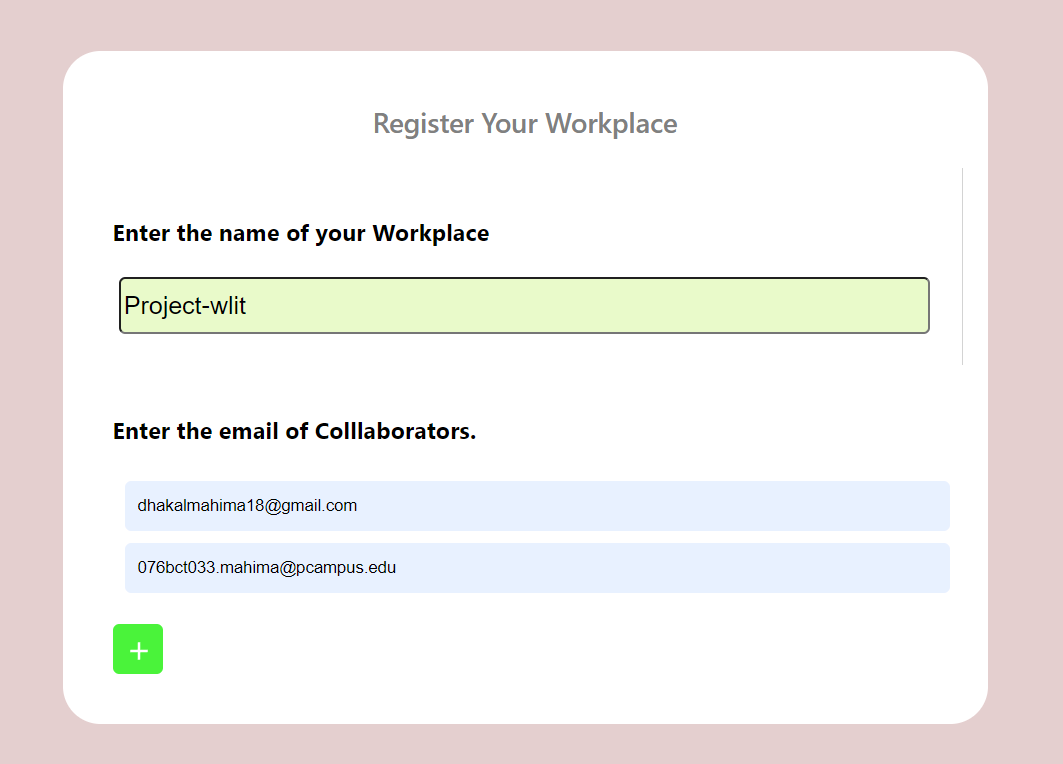 Register Your Workplace
Enter the name of your Workplace
Project-wlit
Enter the email of Colllaborators.
dhakalmahima18@gmail.com
076bct033.mahima@pcampus.edu
+